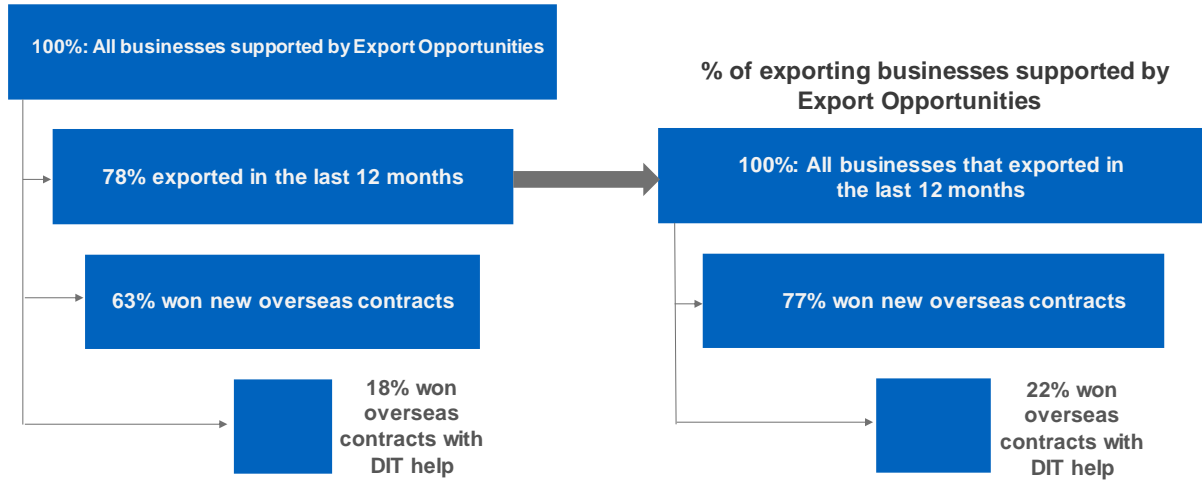 100%: All businesses supported by Export Opportunities
78% exported in the last 12 months
63% won new overseas contracts
18% won
overseas
contracts with
DIT help
% of exporting businesses supported by
Export Opportunities
100%: All businesses that exported in
the last 12 months
77% won new overseas contracts
22% won
overseas
contracts with
DIT help